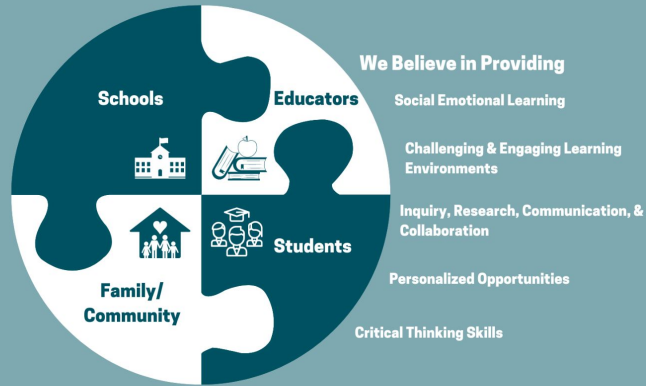 Schools
Educators
Students
Family/
Community
We Believe in Providing
Social Emotional Learning
Challenging & Engaging Learning
Environments
Inquiry, Research, Communication, &
Collaboration
Personalized Opportunities
Critical Thinking Skills